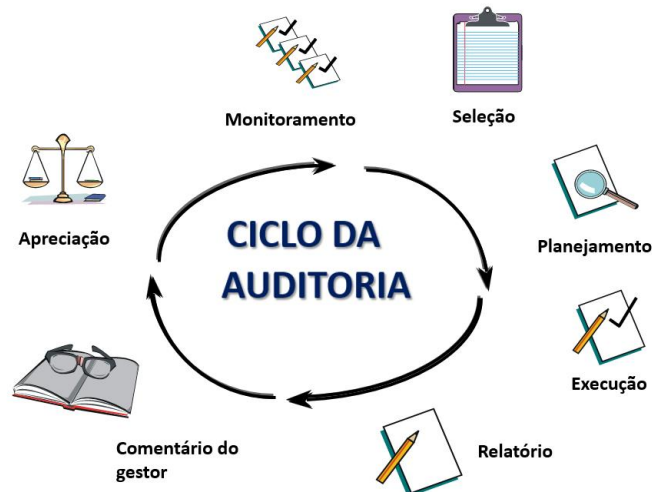 Monitoramento
Seleção
Apreciação
CICLO DA
AUDITORIA
Planejamento
Execução
Comentário do
gestor
Relatório